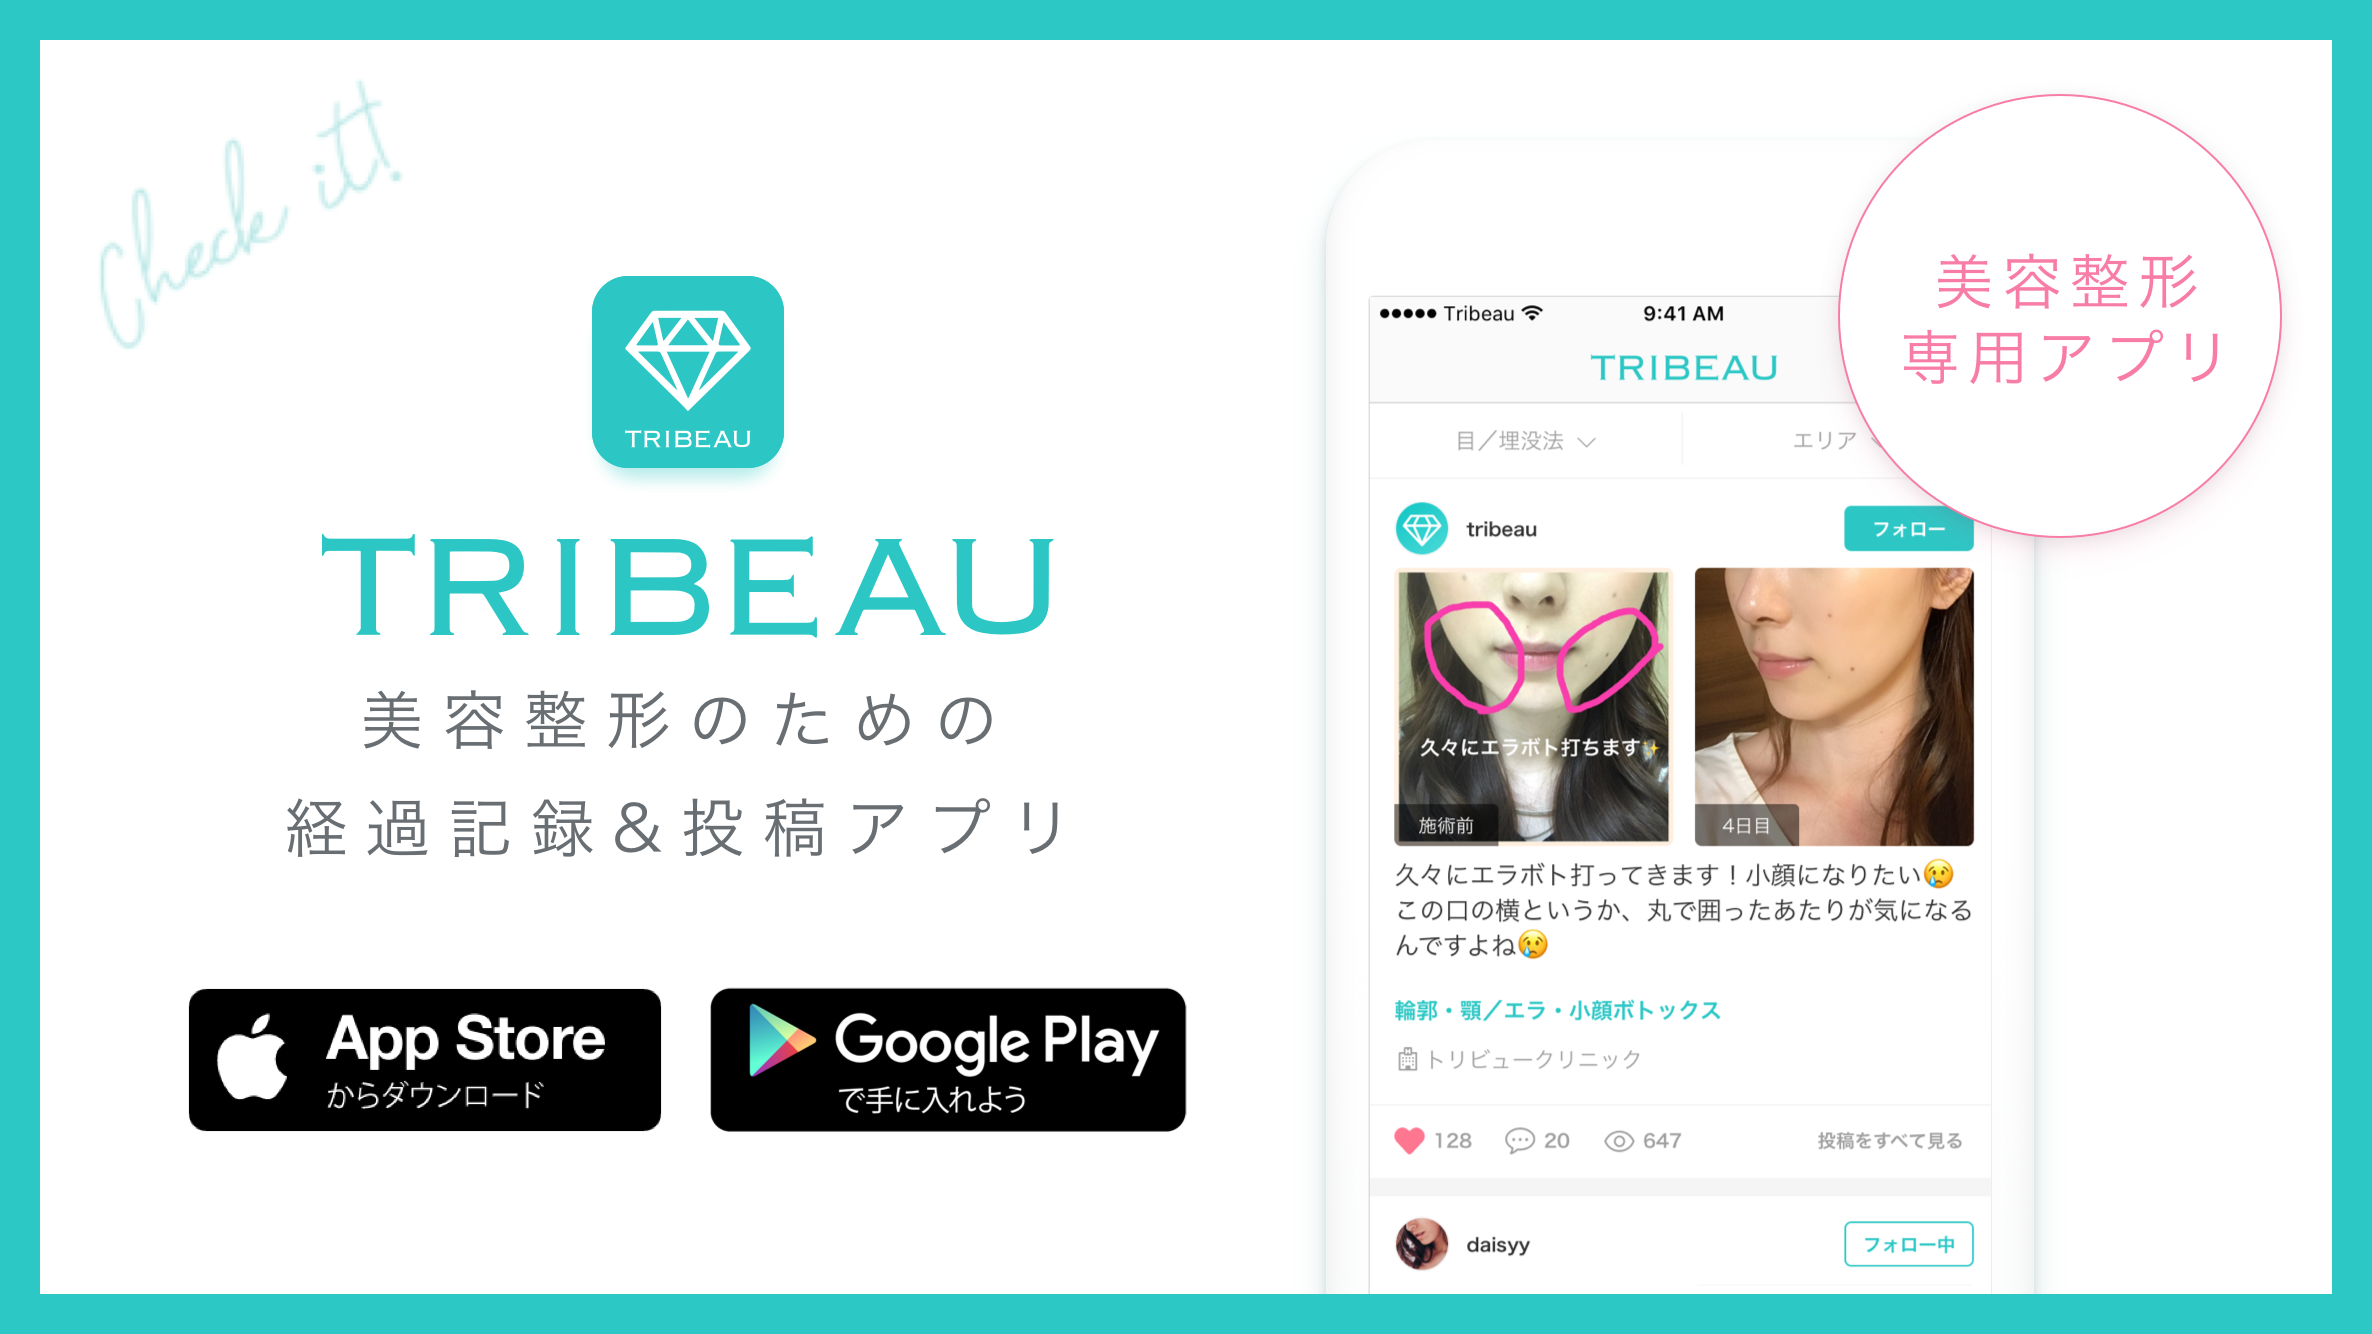 Check it!
TRIBEAU
TRIBEAU
美容整形のための
経過記録&投稿アプリ
App Store
からダウンロード
Google Play
で手に入れよう
美容整形
専用アプリ
Tribeau
9:41 AM
TRIBEAU
目／埋没法
エリア
tribeau
フォロー
久々にエラボト打ちます✨
施術前
4日目
久々にエラボト打ってきます！小顔になりたい😢
この口の横というか、丸で囲ったあたりが気になる
んですよね😢
輪郭・顎／エラ・小顔ボトックス
トリビュークリニック
128
20
647
投稿をすべて見る
daisyy
フォロー中